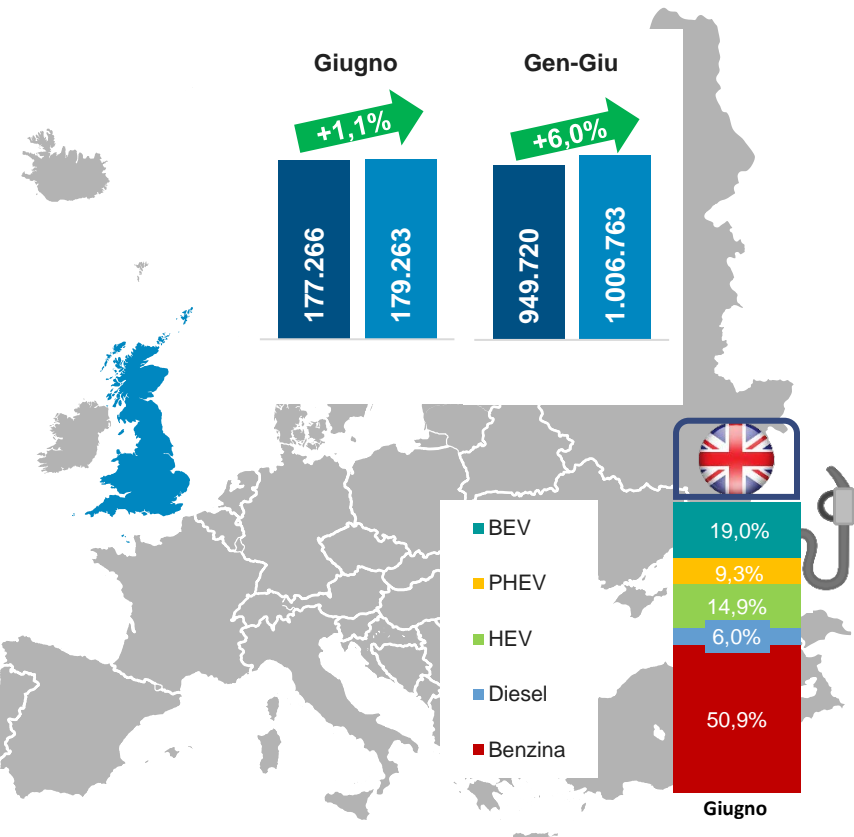 Giugno
Gen-Giu
+1,1%
+6,0%
177.266
179.263
949.720
1.006.763
BEV
PHEV
HEV
Diesel
Benzina
19,0%
9,3%
14,9%
6,0%
50,9%
Giugno